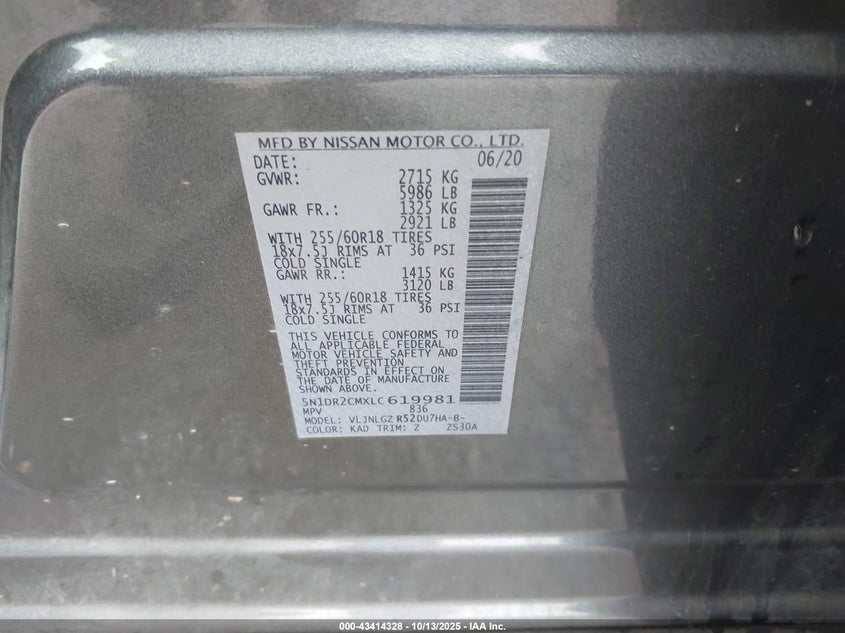 MFD BY NISSAN MOTOR CO., LTD.
DATE: 06/20
GVWR: 2715 KG
5986 LB
GAWR FR.: 1325 KG
2921 LB
WITH 255/60R18 TIRES
18x7.5J RIMS AT 36 PSI
COLD SINGLE
GAWR RR.: 1415 KG
3120 LB
WITH 255/60R18 TIRES
18x7.5J RIMS AT 36 PSI
COLD SINGLE
THIS VEHICLE CONFORMS TO
ALL APPLICABLE FEDERAL
MOTOR VEHICLE SAFETY AND
THEFT PREVENTION
STANDARDS IN EFFECT ON
THE DATE OF MANUFACTURE
SHOWN ABOVE.
5N1DR2CMXLC619981
MPV 836
MODEL: VLJNLGZ R52DU7HA-B-
COLOR: KAD TRIM: Z ZS30A
000-43414328 - 10/13/2025 - IAA Inc.